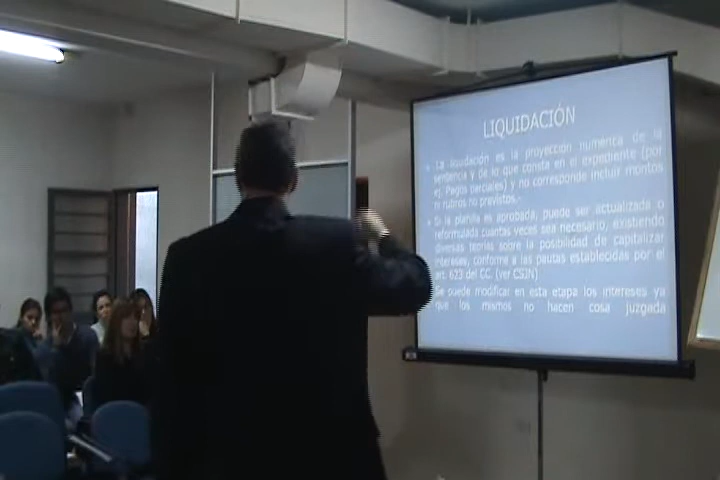 LIQUIDACIÓN
La liquidación es la proyección numérica de la
sentencia y de lo que consta en el expediente (por
ej. Pagos parciales) y no corresponde incluir montos
ni rubros no previstos.-
Si la planilla es aprobada, puede ser actualizada o
reformulada cuantas veces sea necesario, existiendo
diversas teorías sobre la posibilidad de capitalizar
intereses, conforme a las pautas establecidas por el
art. 623 del CC. (ver CSJN)
Se puede modificar en esta etapa los intereses ya
que los mismos no hacen cosa juzgada